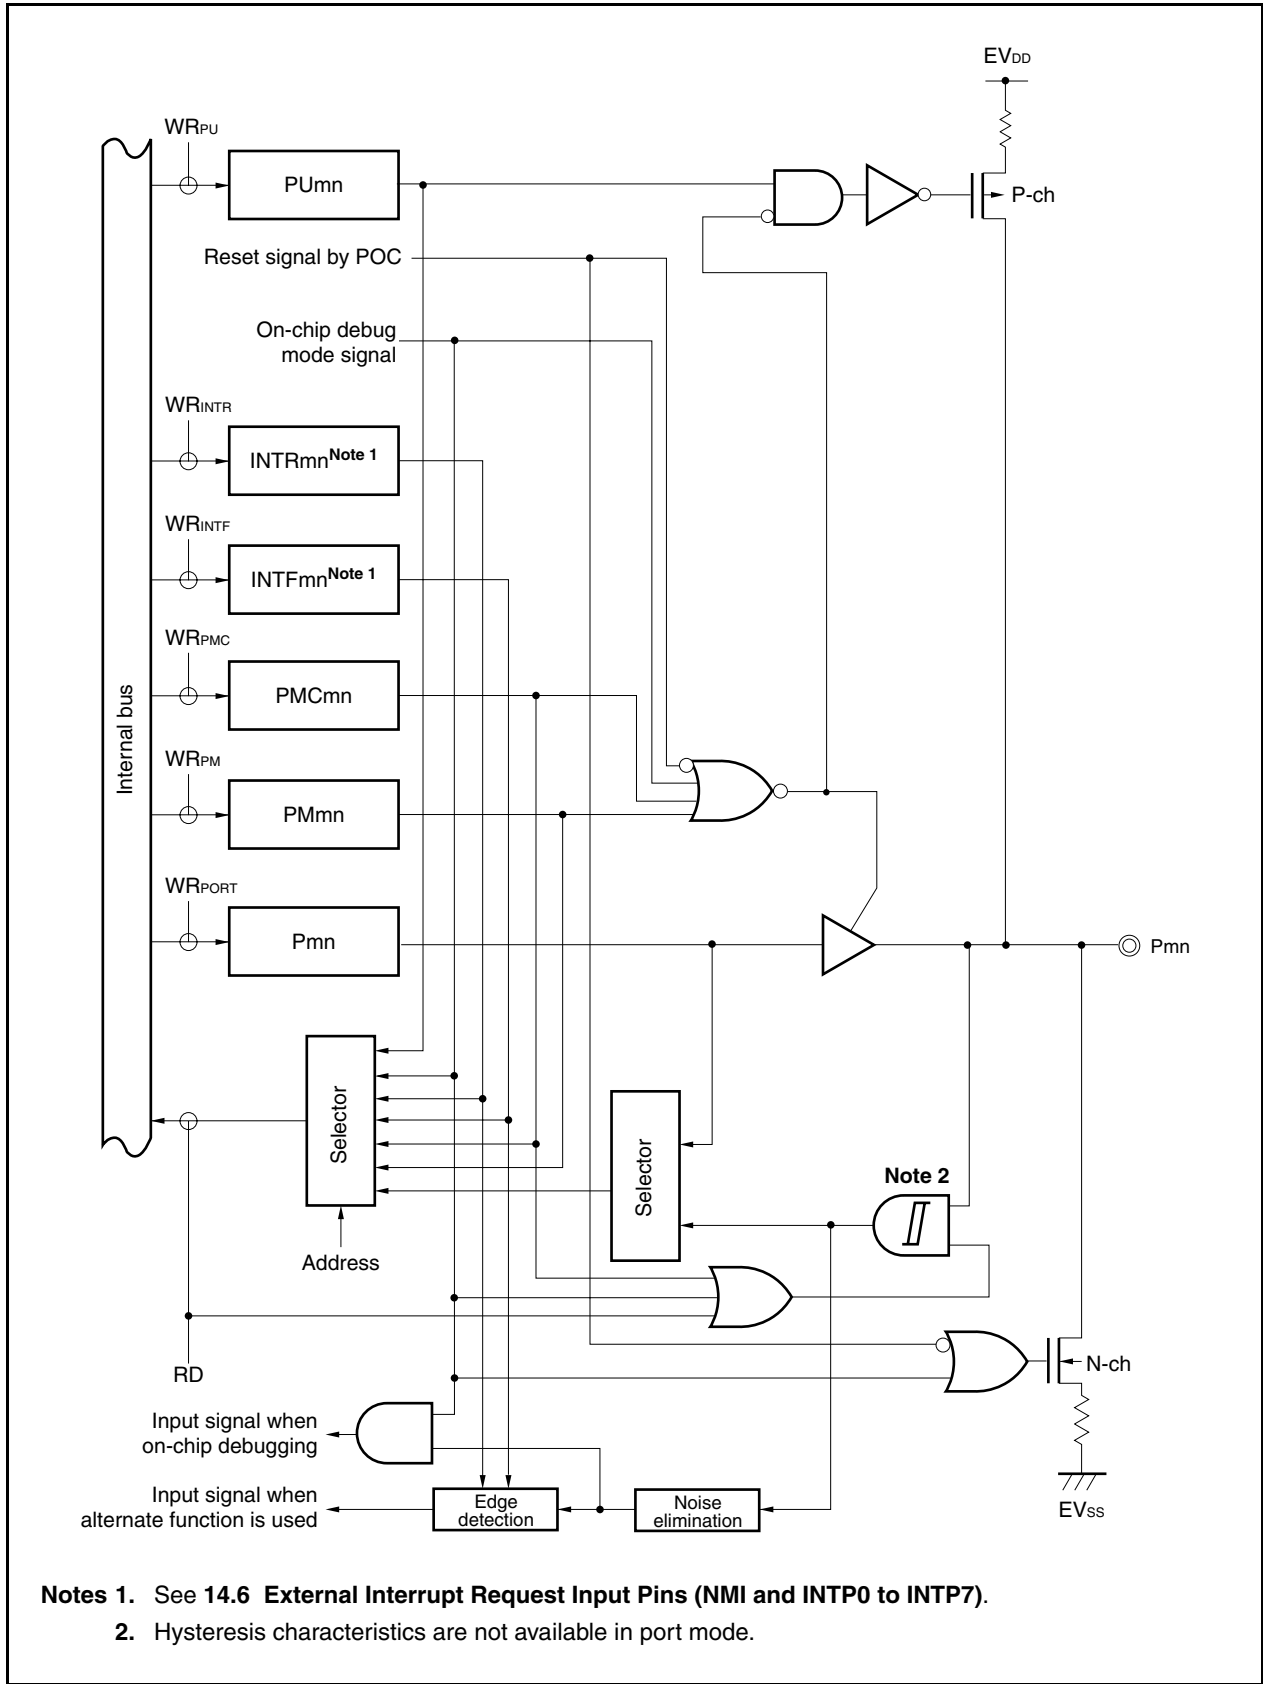 EVDD
WRPU
PUmn
P-ch
Reset signal by POC
On-chip debug
mode signal
WRINTR
INTRmnNote 1
WRINTF
INTFmnNote 1
WRPMC
PMCmn
Internal bus
WRPM
PMmn
WRPORT
Pmn
Pmn
Selector
Selector
Note 2
Address
RD
N-ch
Input signal when
on-chip debugging
Input signal when
alternate function is used
Edge
detection
Noise
elimination
EVSS
Notes 1. See 14.6 External Interrupt Request Input Pins (NMI and INTP0 to INTP7).
2. Hysteresis characteristics are not available in port mode.